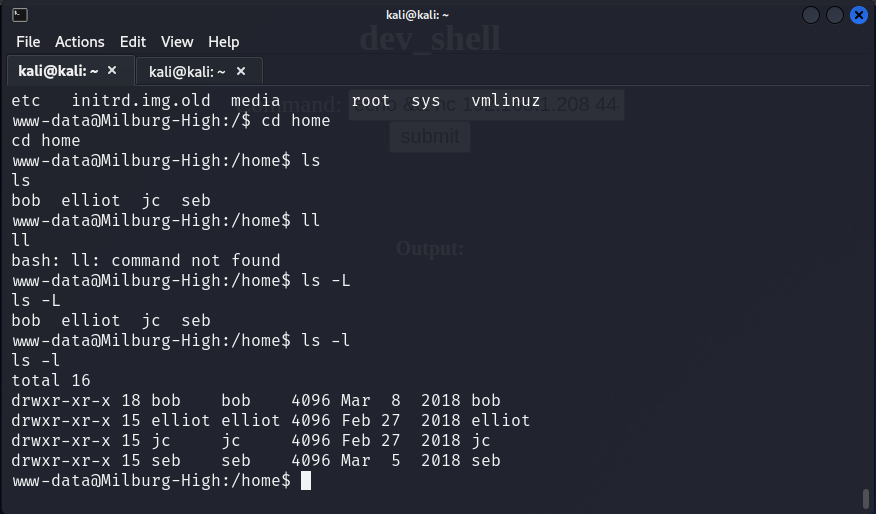 kali@kali: ~
File Actions Edit View Help
kali@kali: ~ × kali@kali: ~ ×
dev_shell
etc initrd.img.old media root sys vmlinuz
www-data@Milburg-High:/$ cd home
cd home
submit
www-data@Milburg-High:/home$ ls
ls
bob elliot jc seb
www-data@Milburg-High:/home$ ll
ll
Output:
bash: ll: command not found
www-data@Milburg-High:/home$ ls -L
ls -L
bob elliot jc seb
www-data@Milburg-High:/home$ ls -l
ls -l
total 16
drwxr-xr-x 18 bob bob 4096 Mar 8 2018 bob
drwxr-xr-x 15 elliot elliot 4096 Feb 27 2018 elliot
drwxr-xr-x 15 jc jc 4096 Feb 27 2018 jc
drwxr-xr-x 15 seb seb 4096 Mar 5 2018 seb
www-data@Milburg-High:/home$